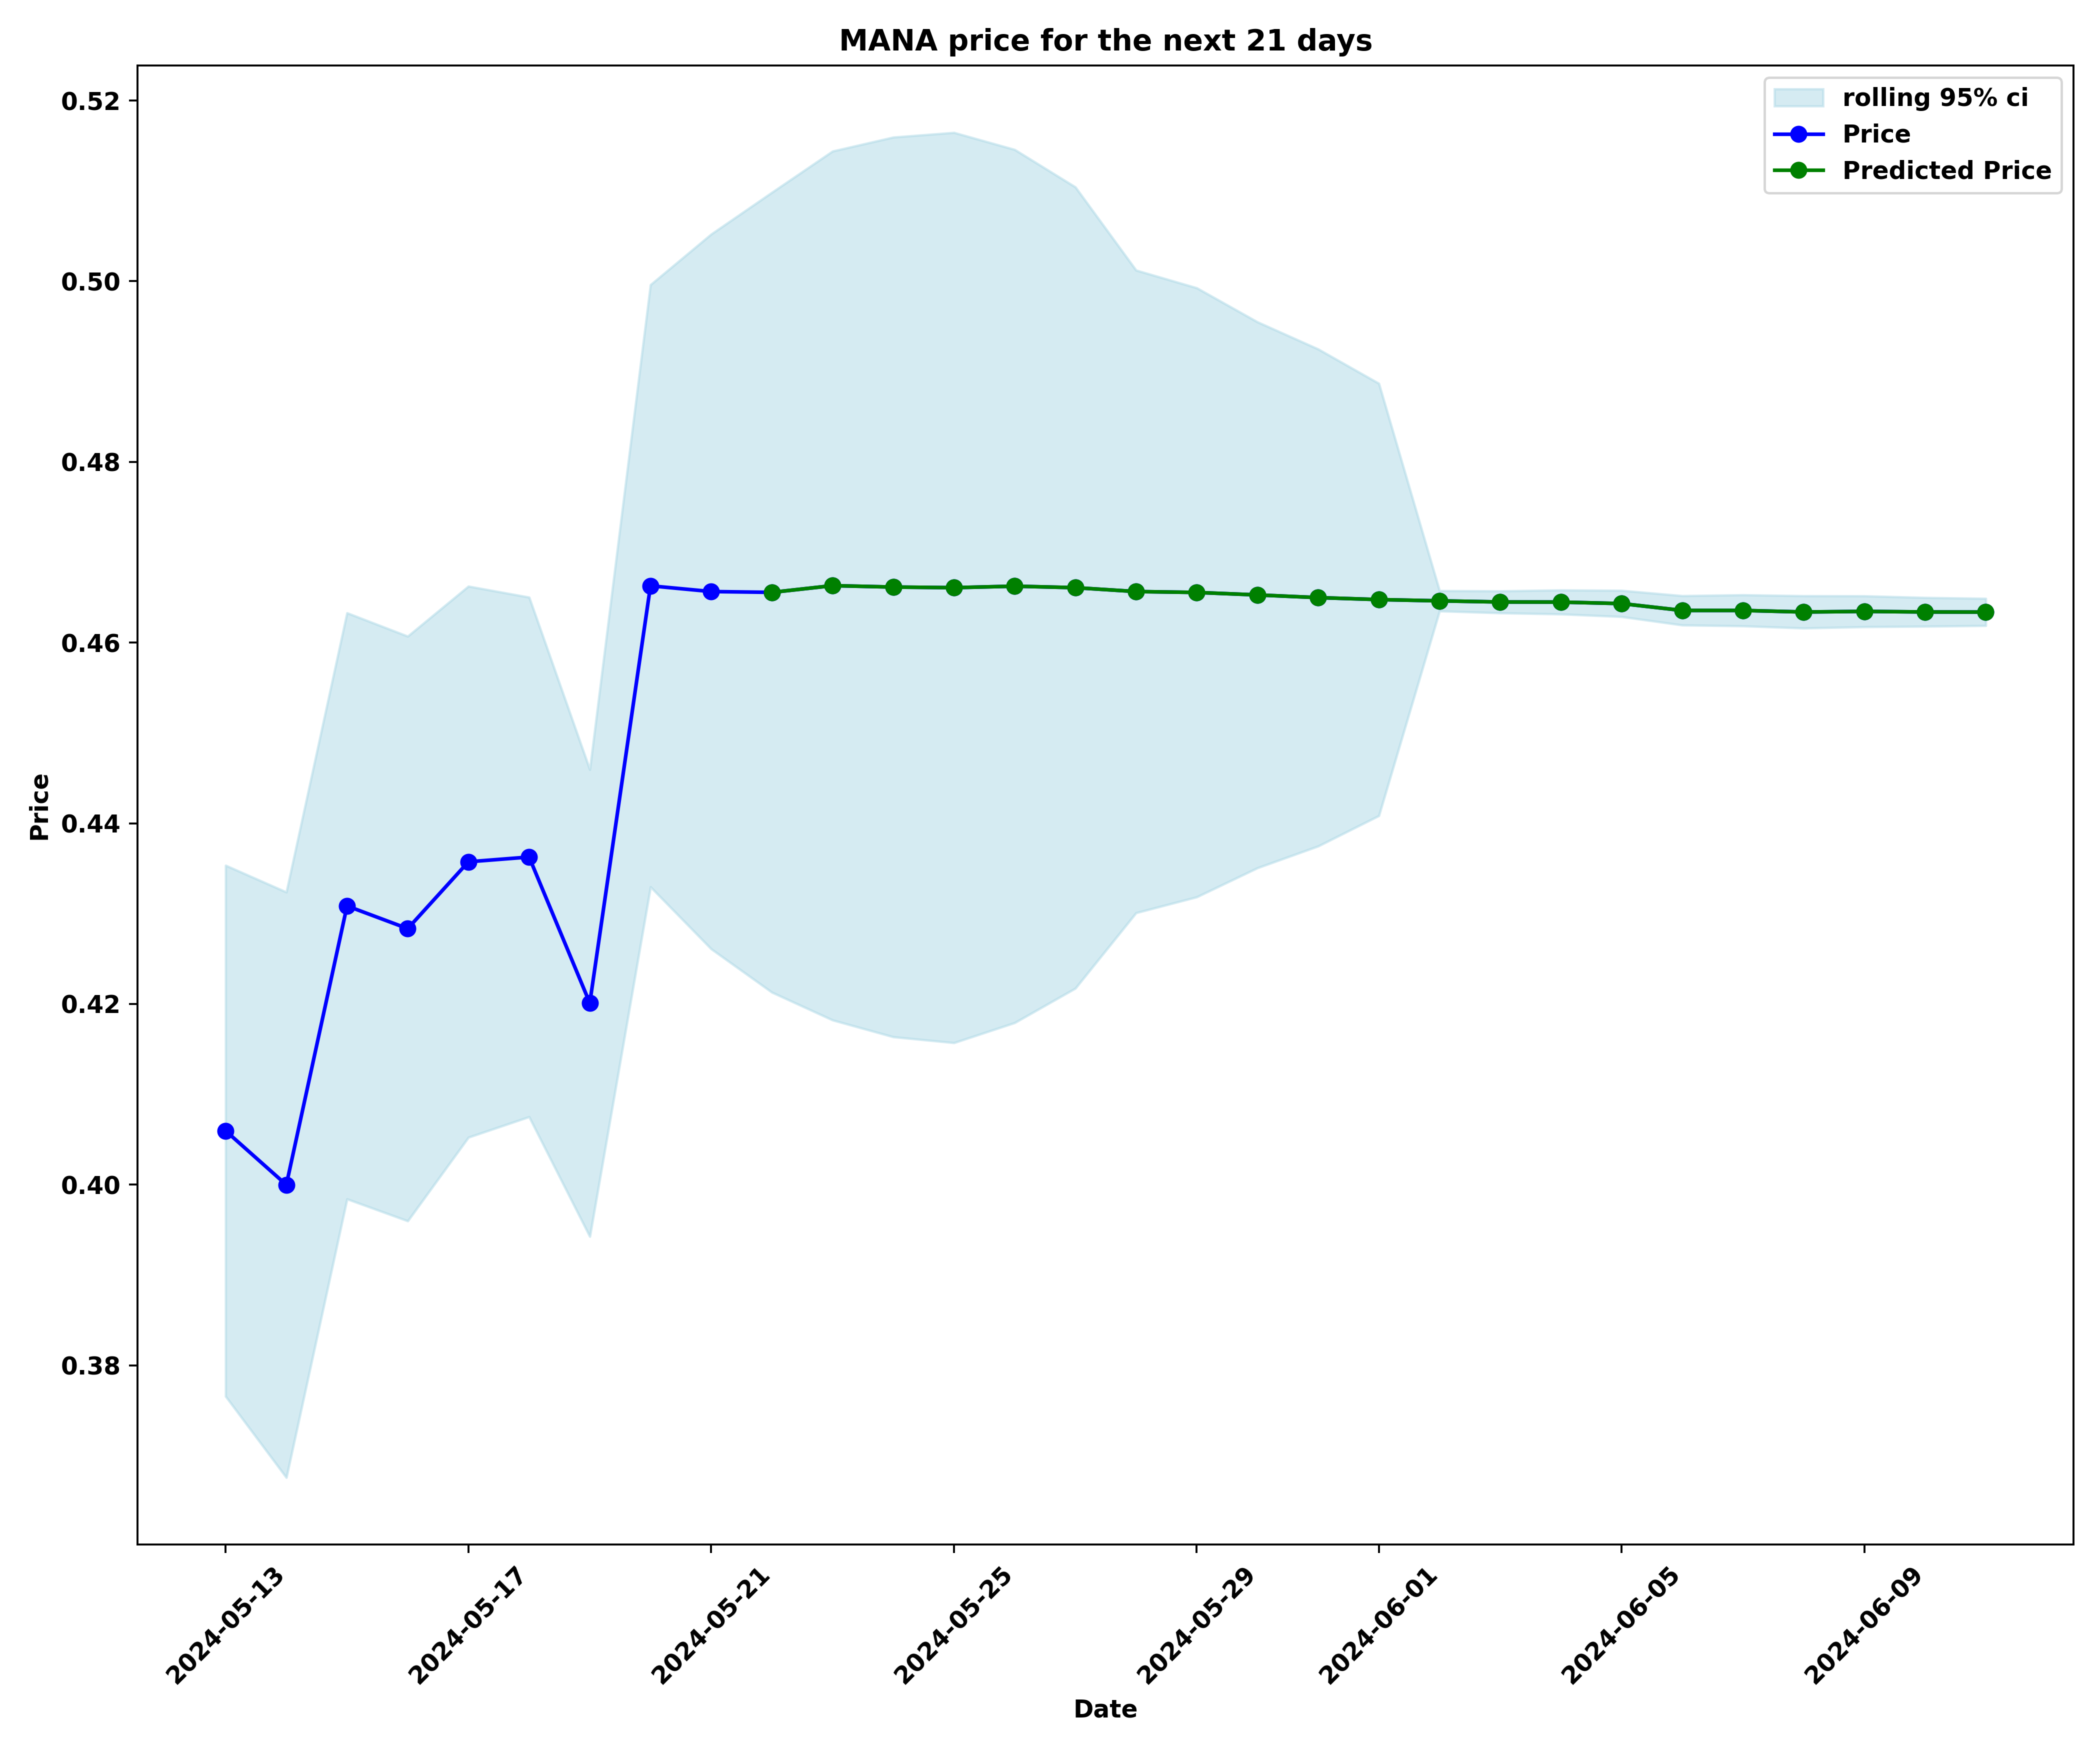 MANA price for the next 21 days
rolling 95% ci
Price
Predicted Price
0.52
0.50
0.48
0.46
0.44
0.42
0.40
0.38
Price
2024-05-13
2024-05-17
2024-05-21
2024-05-25
2024-05-29
2024-06-01
2024-06-05
2024-06-09
Date